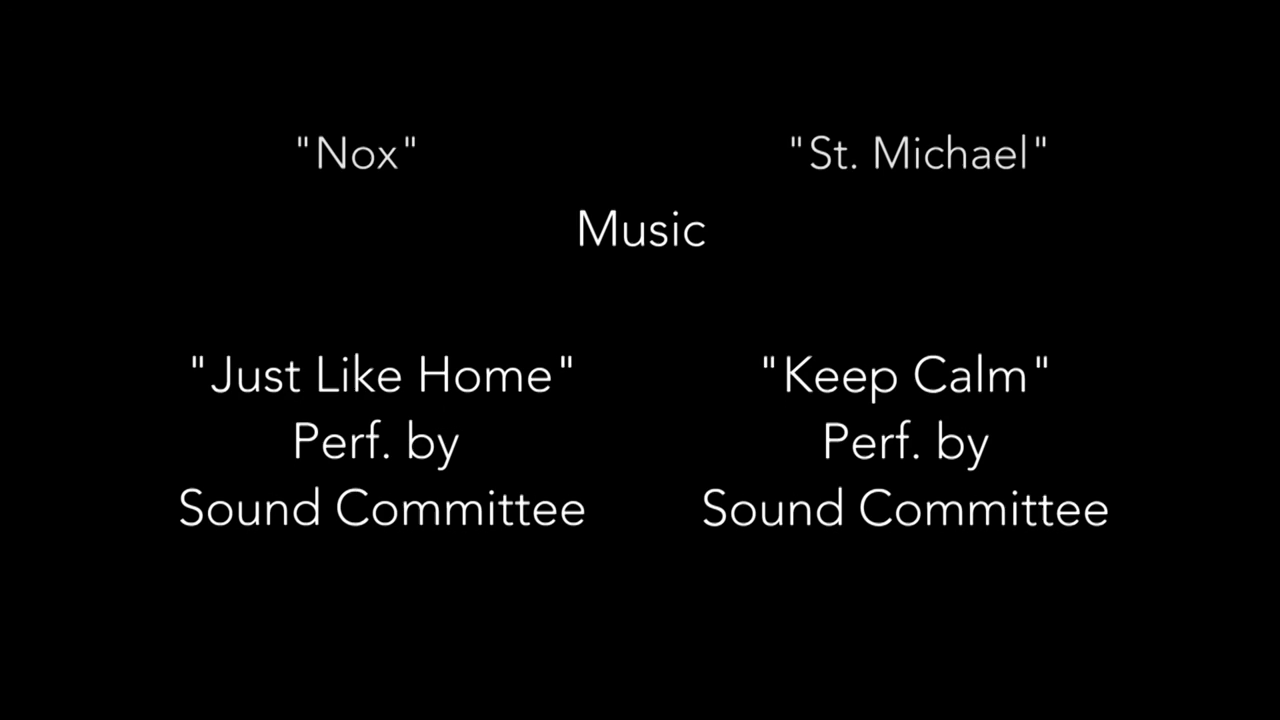 "Nox"
"St. Michael"
Music
"Just Like Home"
Perf. by
Sound Committee
"Keep Calm"
Perf. by
Sound Committee